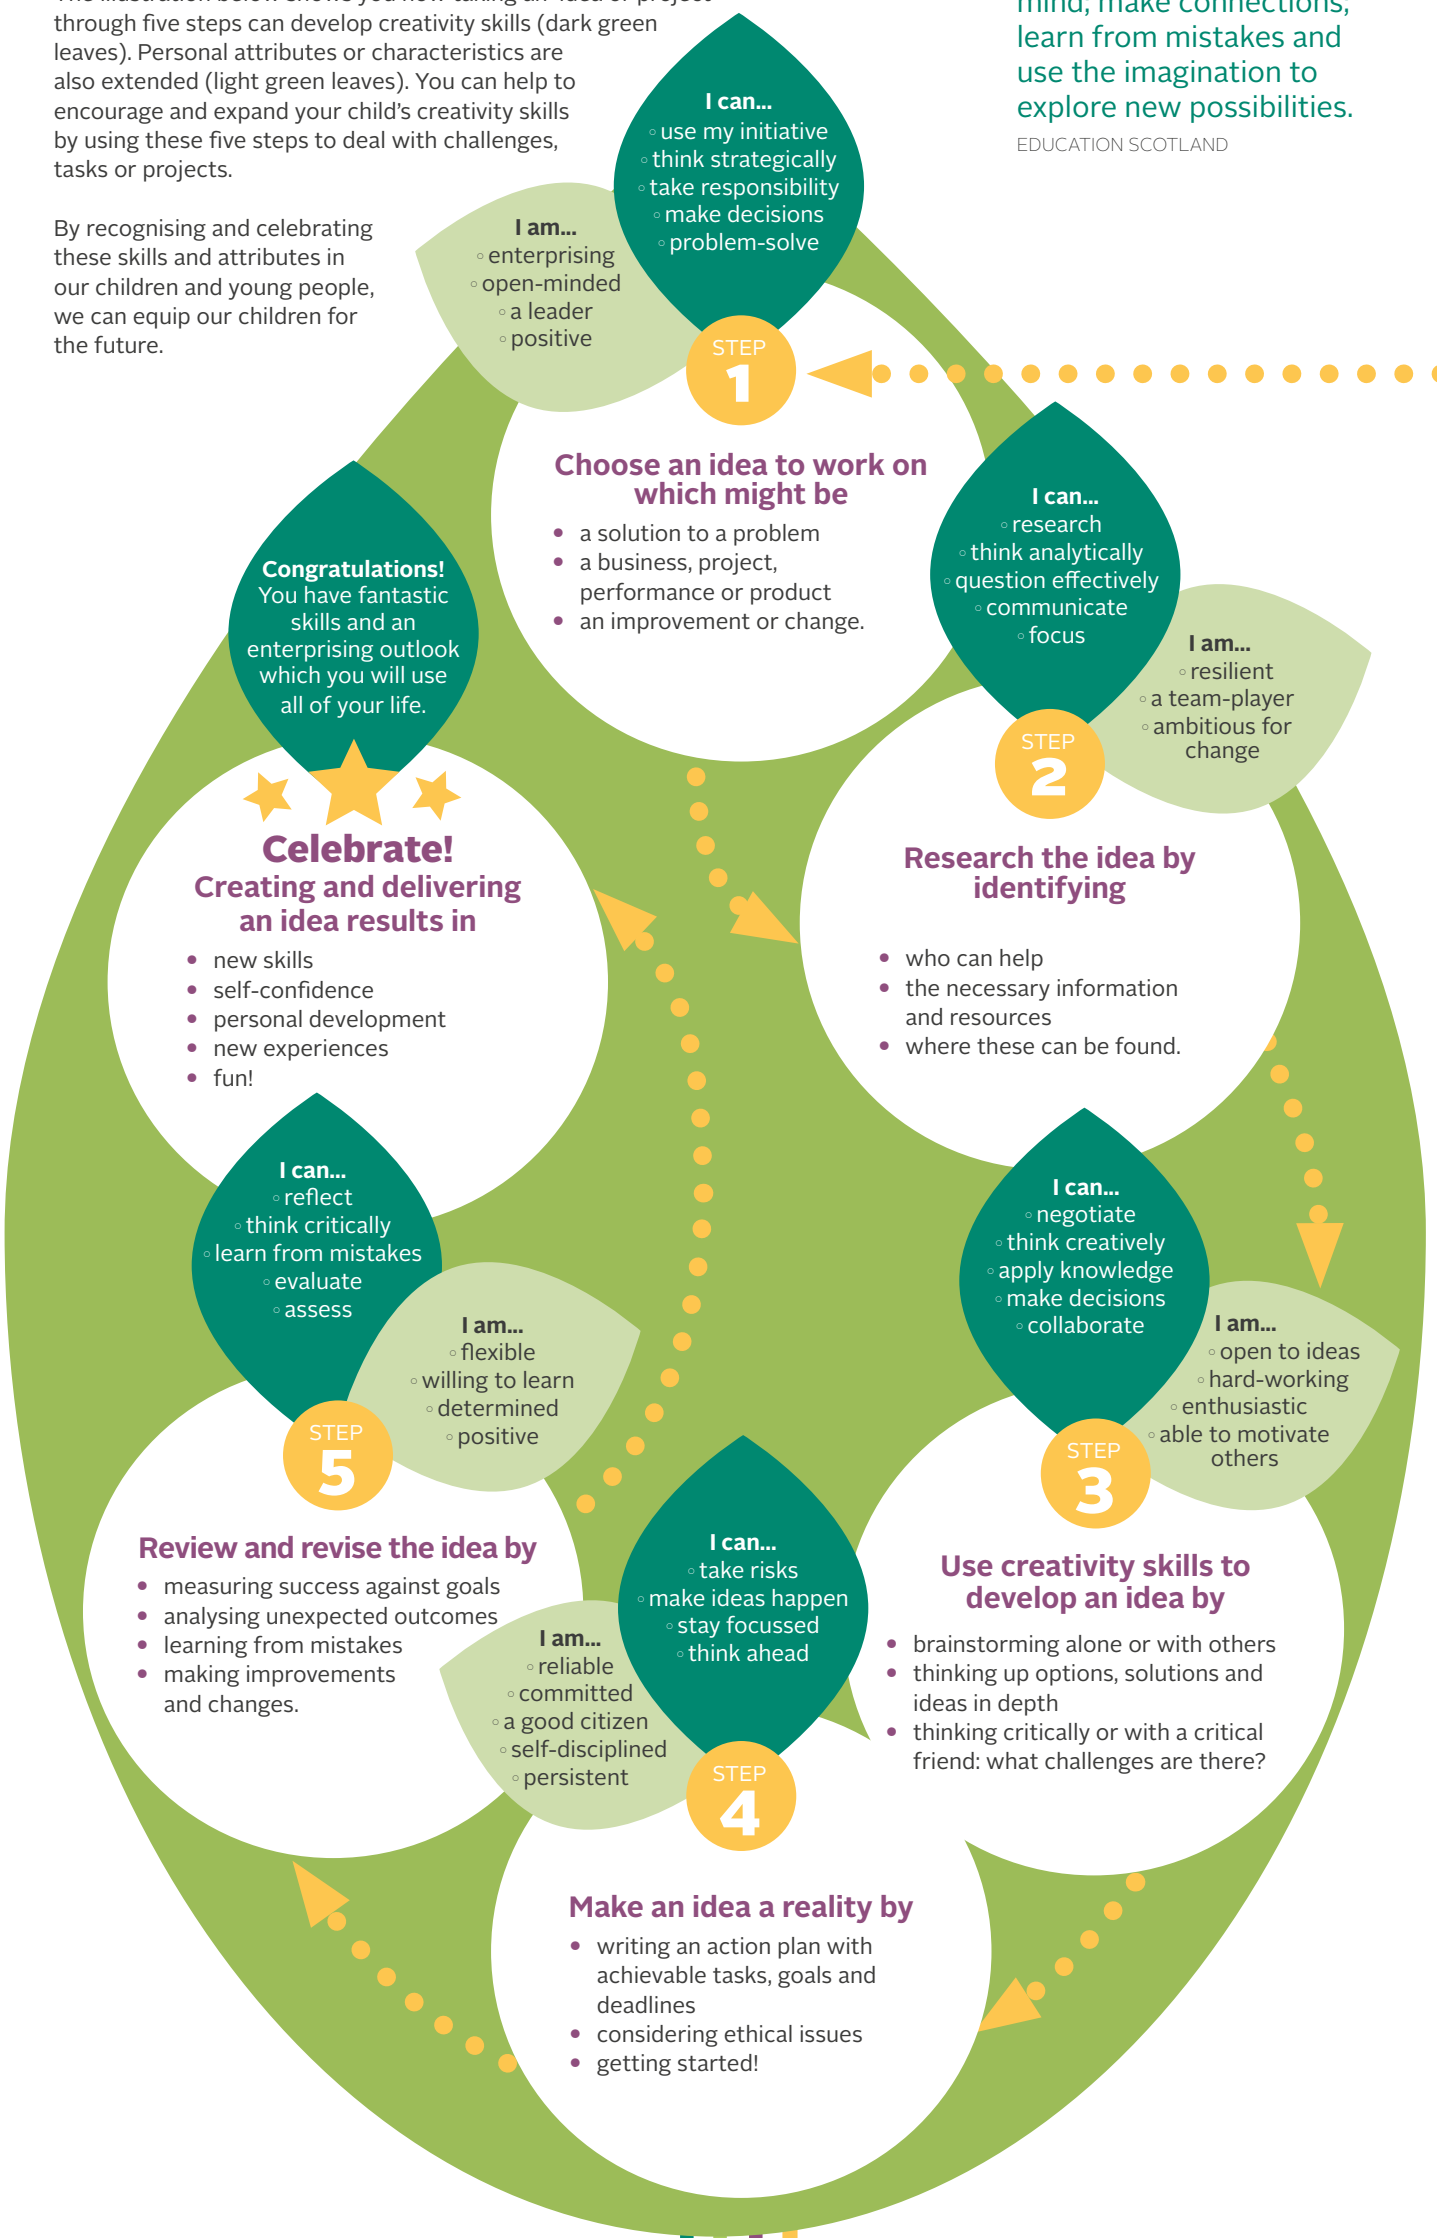 The illustration below shows you how taking an idea or project
through five steps can develop creativity skills (dark green
leaves). Personal attributes or characteristics are
also extended (light green leaves). You can help to
encourage and expand your child's creativity skills
by using these five steps to deal with challenges,
tasks or projects.
By recognising and celebrating
these skills and attributes in
our children and young people,
we can equip our children for
the future.
mind; make connections;
learn from mistakes and
use the imagination to
explore new possibilities.
EDUCATION SCOTLAND
I can...
◦ use my initiative
◦ think strategically
◦ take responsibility
◦ make decisions
◦ problem-solve
I am...
◦ enterprising
◦ open-minded
◦ a leader
◦ positive
STEP
1
Choose an idea to work on
which might be
• a solution to a problem
• a business, project,
performance or product
• an improvement or change.
I can...
◦ research
◦ think analytically
◦ question effectively
◦ communicate
◦ focus
I am...
◦ resilient
◦ a team-player
◦ ambitious for
change
STEP
2
Research the idea by
identifying
• who can help
• the necessary information
and resources
• where these can be found.
I can...
◦ negotiate
◦ think creatively
◦ apply knowledge
◦ make decisions
◦ collaborate
I am...
◦ open to ideas
◦ hard-working
◦ enthusiastic
◦ able to motivate
others
STEP
3
Use creativity skills to
develop an idea by
• brainstorming alone or with others
• thinking up options, solutions and
ideas in depth
• thinking critically or with a critical
friend: what challenges are there?
I can...
◦ take risks
◦ make ideas happen
◦ stay focussed
◦ think ahead
I am...
◦ reliable
◦ committed
◦ a good citizen
◦ self-disciplined
◦ persistent
STEP
4
Make an idea a reality by
• writing an action plan with
achievable tasks, goals and
deadlines
• considering ethical issues
• getting started!
I can...
◦ reflect
◦ think critically
◦ learn from mistakes
◦ evaluate
◦ assess
I am...
◦ flexible
◦ willing to learn
◦ determined
◦ positive
STEP
5
Review and revise the idea by
• measuring success against goals
• analysing unexpected outcomes
• learning from mistakes
• making improvements
and changes.
Congratulations!
You have fantastic
skills and an
enterprising outlook
which you will use
all of your life.
Celebrate!
Creating and delivering
an idea results in
• new skills
• self-confidence
• personal development
• new experiences
• fun!